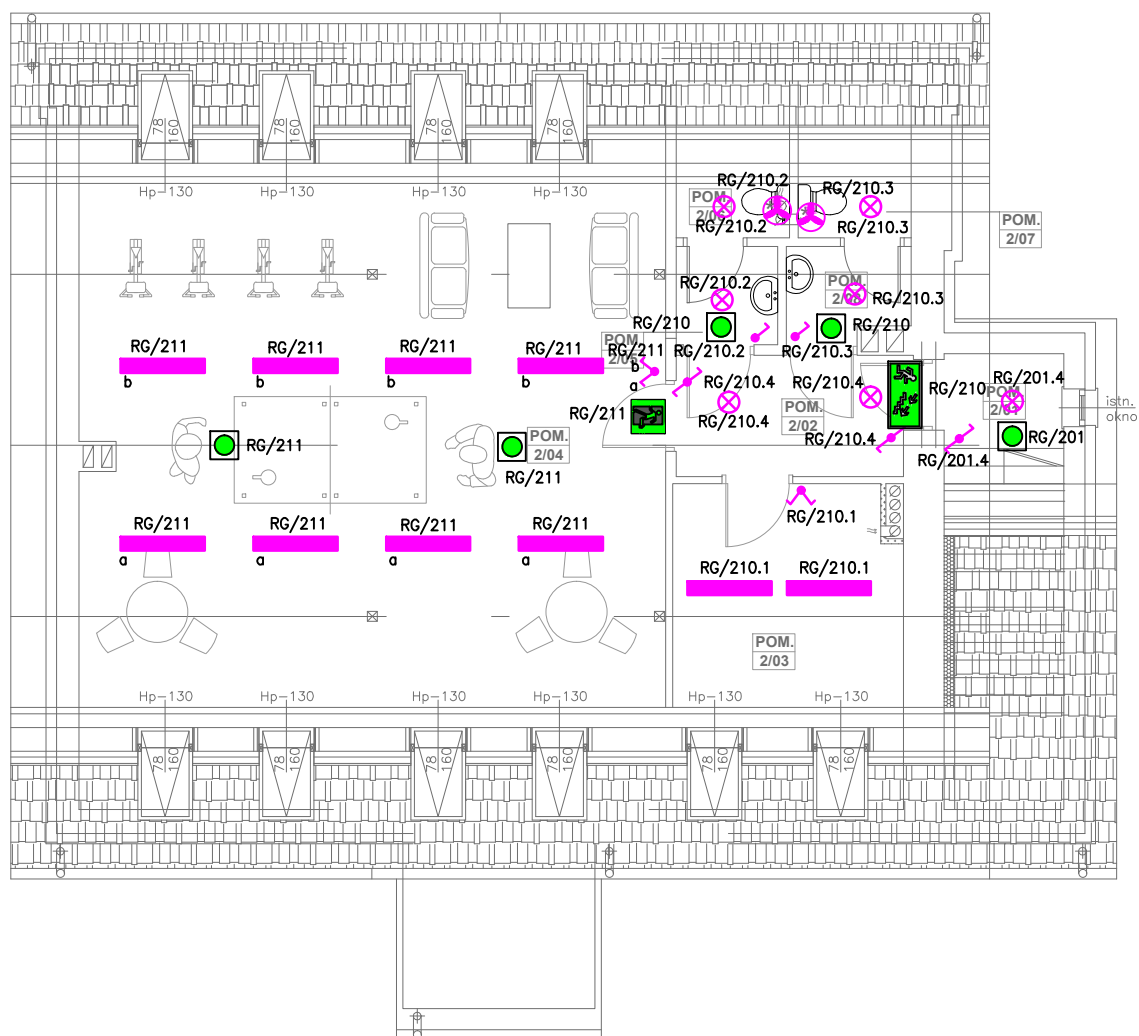 78
160
78
160
78
160
78
160
Hp-130
Hp-130
Hp-130
Hp-130
RG/210.2
RG/210.3
POM.
RG/210.2
RG/210.3
POM.
2/07
RG/210.2
POM.
RG/210.3
RG/210
RG/210
POM.
RG/210.2
RG/210.3
RG/211
RG/211
RG/211
RG/211
RG/211
b
b
b
b
b
a
RG/210.4
RG/210.4
RG/210
RG/201.4
POM.
istn.
okno
RG/211
RG/210.4
POM.
2/02
RG/210.4
RG/201
RG/201.4
RG/211
POM.
2/04
RG/211
RG/210.1
RG/211
RG/211
RG/211
RG/211
a
a
a
a
RG/210.1
RG/210.1
POM.
2/03
Hp-130
Hp-130
Hp-130
Hp-130
Hp-130
Hp-130
78
160
78
160
78
160
78
160
78
160
78
160